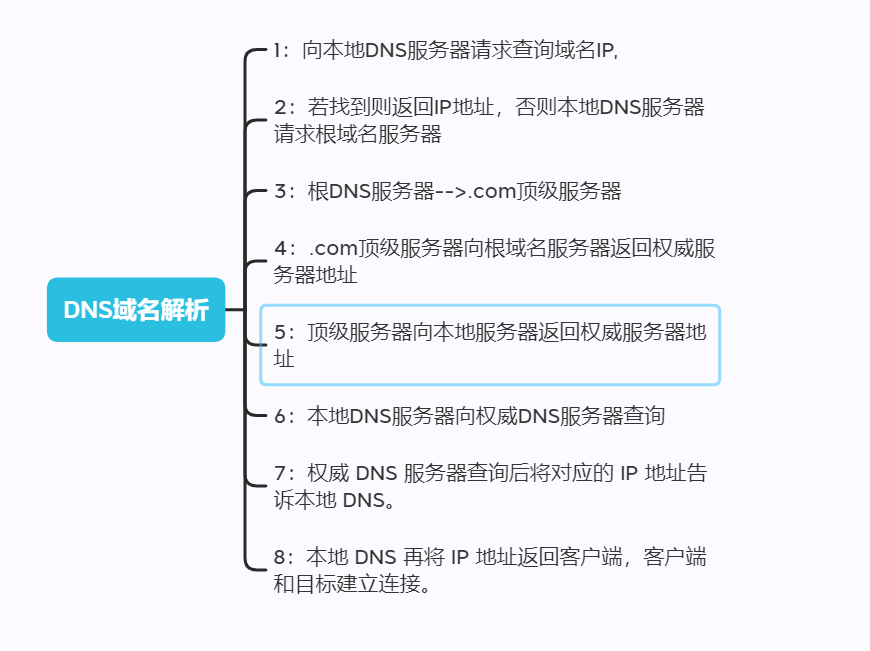 1：向本地DNS服务器请求查询域名IP,
2：若找到则返回IP地址，否则本地DNS服务器
请求根域名服务器
3：根DNS服务器-->.com顶级服务器
4：.com顶级服务器向根域名服务器返回权威服
务器地址
DNS域名解析
5：顶级服务器向本地服务器返回权威服务器地
址
6：本地DNS服务器向权威DNS服务器查询
7：权威 DNS 服务器查询后将对应的 IP 地址告
诉本地 DNS。
8：本地 DNS 再将 IP 地址返回客户端，客户端
和目标建立连接。